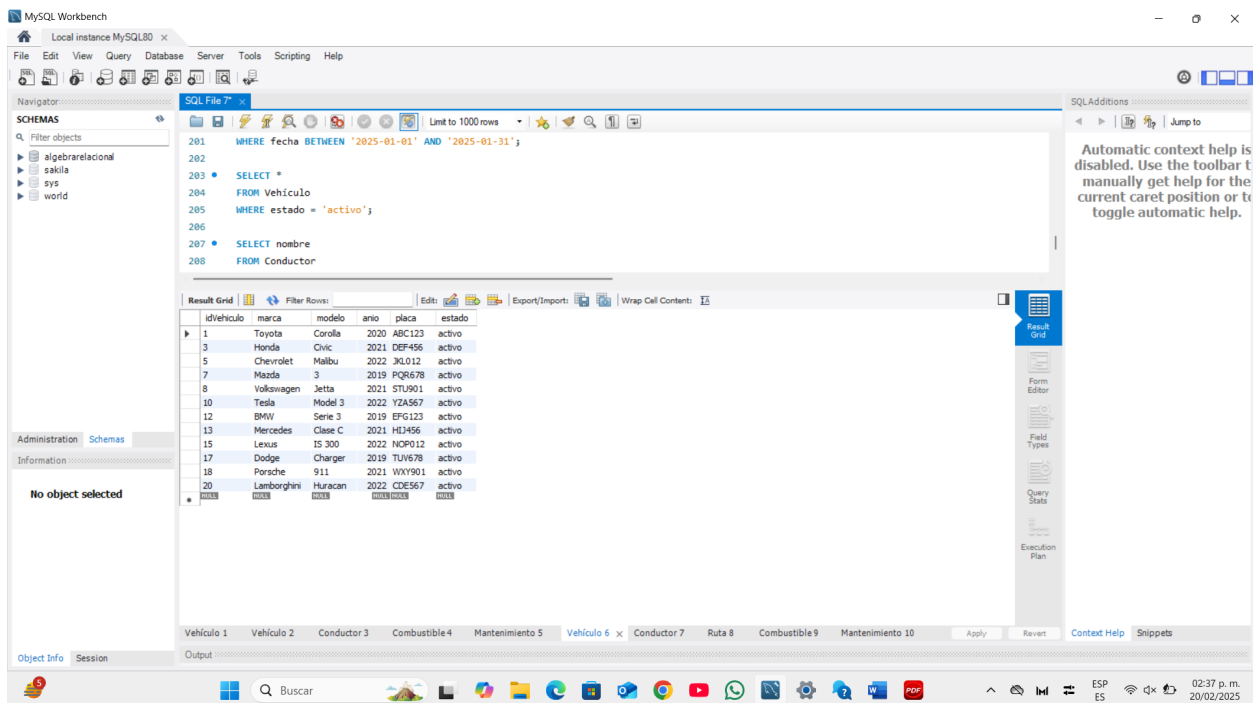 MySQL Workbench
Local instance MySQL80
File Edit View Query Database Server Tools Scripting Help
Navigator
SCHEMAS
Filter objects
algebrarelacional
sakila
sys
world
Administration Schemas
Information
No object selected
Object Info Session
SQL File 7*
Limit to 1000 rows
201 WHERE fecha BETWEEN '2025-01-01' AND '2025-01-31';
202
203 SELECT *
204 FROM Vehículo
205 WHERE estado = 'activo';
206
207 SELECT nombre
208 FROM Conductor
Result Grid Filter Rows: Edit: Export/Import: Wrap Cell Content:
idVehiculo marca modelo anio placa estado
1 Toyota Corolla 2020 ABC123 activo
3 Honda Civic 2021 DEF456 activo
5 Chevrolet Malibu 2022 JKL012 activo
7 Mazda 3 2019 PQR678 activo
8 Volkswagen Jetta 2021 STU901 activo
10 Tesla Model 3 2022 YZA567 activo
12 BMW Serie 3 2019 EFG123 activo
13 Mercedes Clase C 2021 HIJ456 activo
15 Lexus IS 300 2022 NOP012 activo
17 Dodge Charger 2019 TUV678 activo
18 Porsche 911 2021 WXY901 activo
20 Lamborghini Huracan 2022 CDE567 activo
NULL NULL NULL NULL NULL NULL
Result
Grid
Form
Editor
Field
Types
Query
Stats
Execution
Plan
Vehículo 1 Vehículo 2 Conductor 3 Combustible 4 Mantenimiento 5 Vehículo 6 Conductor 7 Ruta 8 Combustible 9 Mantenimiento 10 Apply Revert
Output
SQLAdditions
Jump to
Automatic context help is
disabled. Use the toolbar t
manually get help for the
current caret position or to
toggle automatic help.
Context Help Snippets
5
Buscar
PDF
ESP
ES
02:37 p. m.
20/02/2025